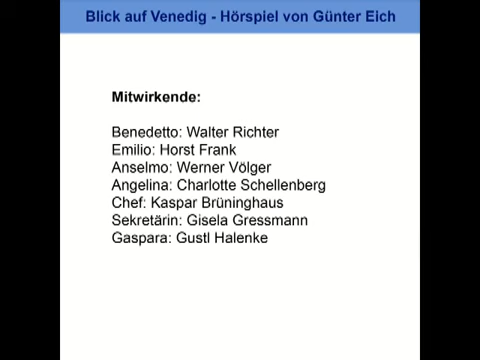 Blick auf Venedig - Hörspiel von Günter Eich
Mitwirkende:
Benedetto: Walter Richter
Emilio: Horst Frank
Anselmo: Werner Völger
Angelina: Charlotte Schellenberg
Chef: Kaspar Brüninghaus
Sekretärin: Gisela Gressmann
Gaspara: Gustl Halenke